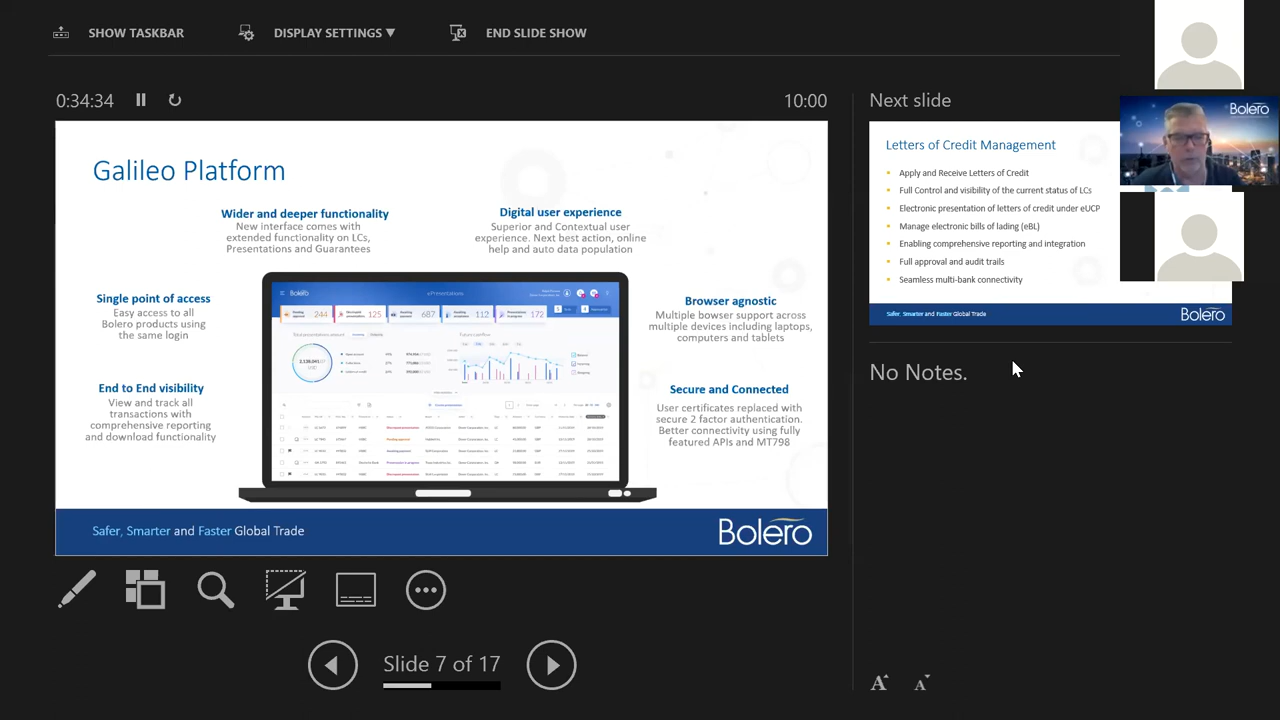 SHOW TASKBAR
DISPLAY SETTINGS ▼
END SLIDE SHOW
0:34:34
10:00
Galileo Platform
Wider and deeper functionality
New interface comes with
extended functionality on LCs,
Presentations and Guarantees
Digital user experience
Superior and Contextual user
experience. Next best action, online
help and auto data population
Single point of access
Easy access to all
Bolero products using
the same login
Browser agnostic
Multiple bowser support across
multiple devices including laptops,
computers and tablets
End to End visibility
View and track all
transactions with
comprehensive reporting
and download functionality
Secure and Connected
User certificates replaced with
secure 2 factor authentication.
Better connectivity using fully
featured APIs and MT798
Bolero
ePresentations
244
125
687
112
172
Safer, Smarter and Faster Global Trade
Bolero
Slide 7 of 17
Next slide
Letters of Credit Management
Apply and Receive Letters of Credit
Full Control and visibility of the current status of LCs
Electronic presentation of letters of credit under eUCP
Manage electronic bills of lading (eBL)
Enabling comprehensive reporting and integration
Full approval and audit trails
Seamless multi-bank connectivity
Safer, Smarter and Faster Global Trade
Bolero
No Notes.
A A
Bolero